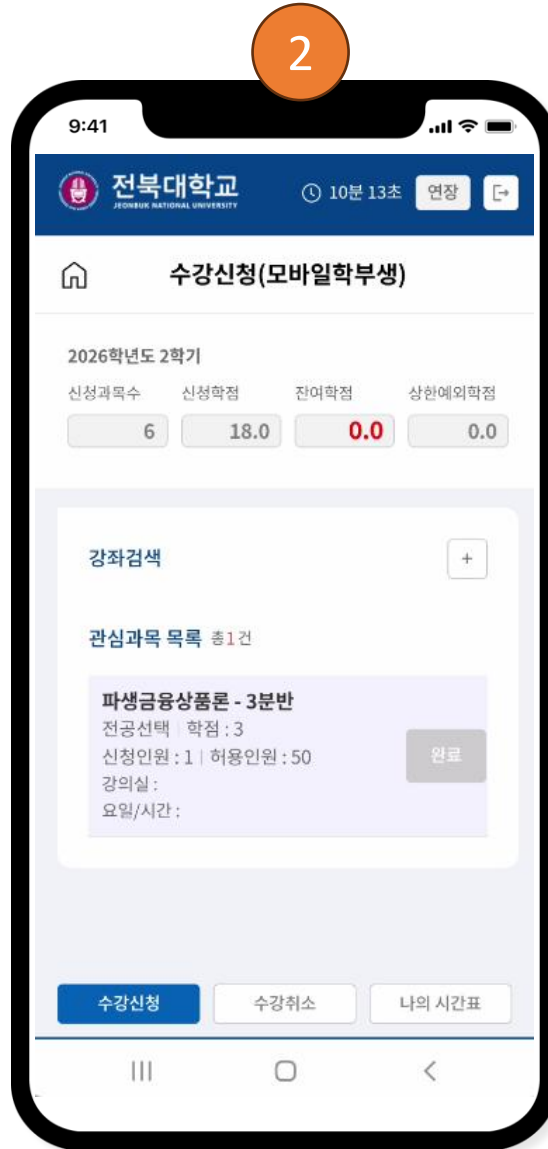 2
9:41
전북대학교
JEONBUK NATIONAL UNIVERSITY
10분 13초 연장
수강신청(모바일학부생)
2026학년도 2학기
신청과목수 신청학점 잔여학점 상한예외학점
6 18.0 0.0 0.0
강좌검색 +
관심과목 목록 총1건
파생금융상품론 - 3분반
전공선택 | 학점 : 3
신청인원 : 1 | 허용인원 : 50
완료
강의실 :
요일/시간 :
수강신청 수강취소 나의 시간표